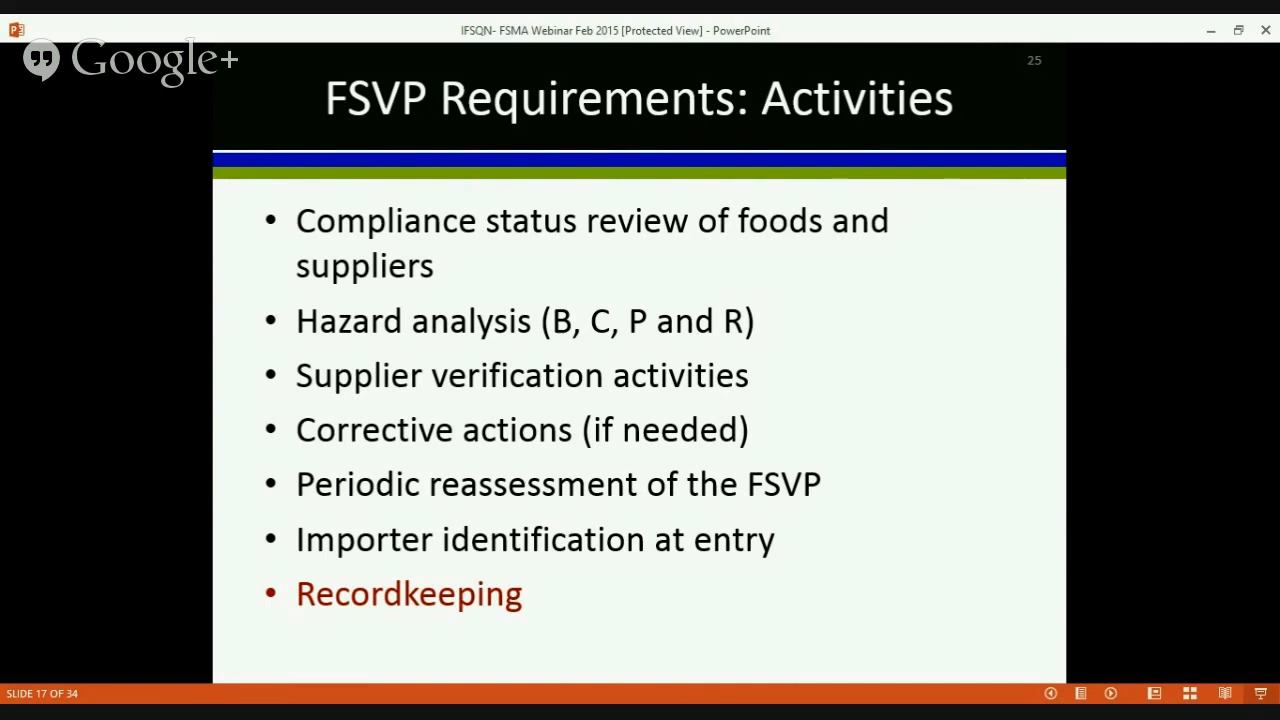 IFSQN- FSMA Webinar Feb 2015 [Protected View] - PowerPoint
Google+
25
FSVP Requirements: Activities
• Compliance status review of foods and
suppliers
• Hazard analysis (B, C, P and R)
• Supplier verification activities
• Corrective actions (if needed)
• Periodic reassessment of the FSVP
• Importer identification at entry
• Recordkeeping
SLIDE 17 OF 34